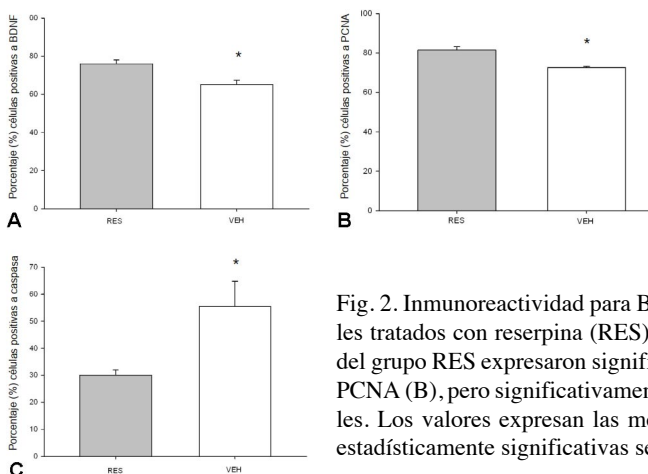 Porcentaje (%) células positivas a BDNF
00
80
60
40
20
0
*
RES
VEH
A
Porcentaje (%) células positivas a PCNA
100
80
60
40
20
0
*
RES
VEH
B
Porcentaje (%) células positivas a caspasa
70
60
50
40
30
20
10
0
*
RES
VEH
C
Fig. 2. Inmunoreactividad para B
les tratados con reserpina (RES)
del grupo RES expresaron signifi
PCNA (B), pero significativamen
les. Los valores expresan las me
estadísticamente significativas se